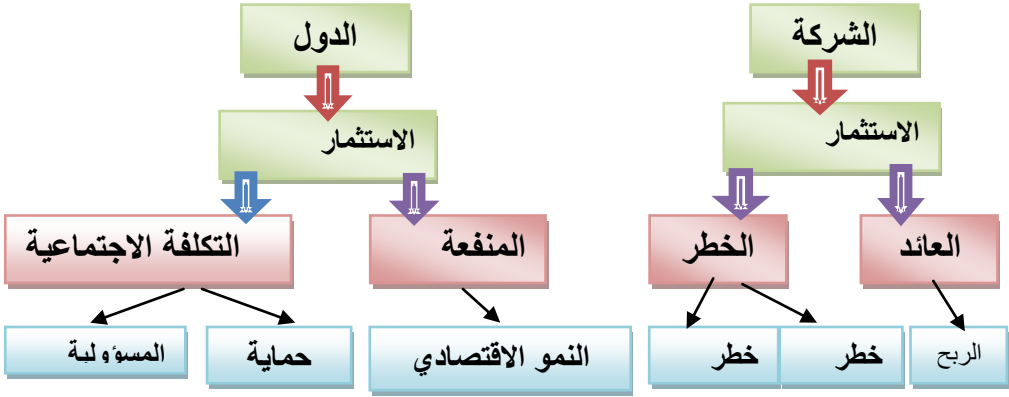 الشركة
الدول
الاستثمار
الاستثمار
العائد
الخطر
المنفعة
التكلفة الاجتماعية
الربح
خطر
خطر
النمو الاقتصادي
حماية
المسؤولية